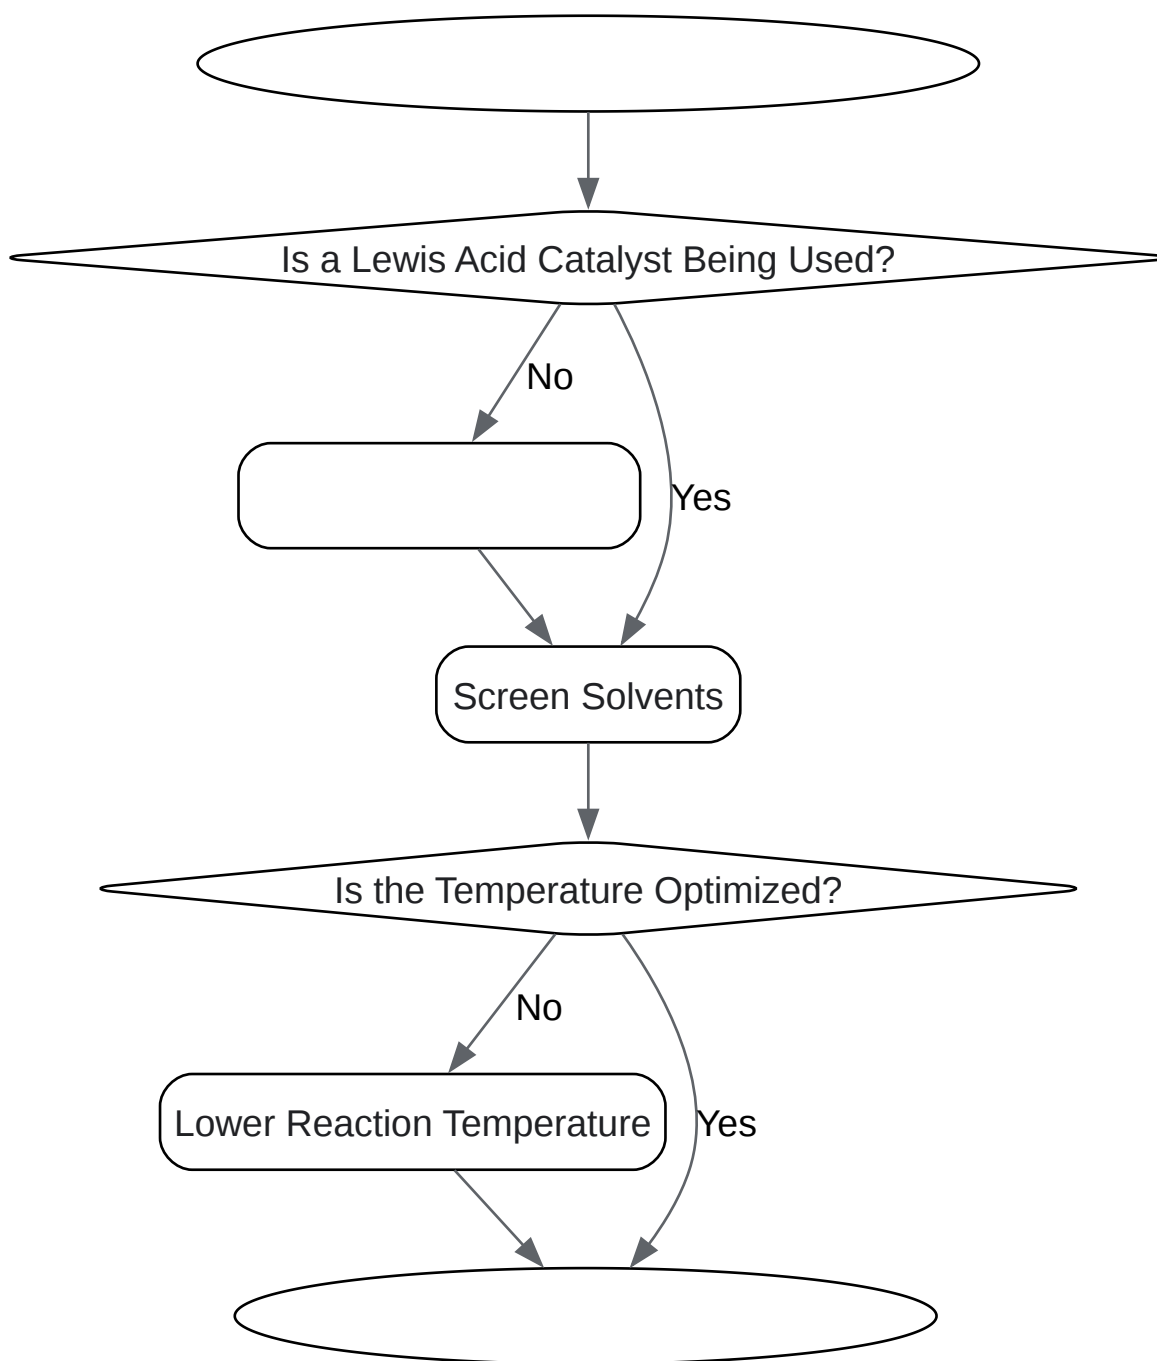 Is a Lewis Acid Catalyst Being Used?
No
Yes
Screen Solvents
Is the Temperature Optimized?
No
Lower Reaction Temperature
Yes